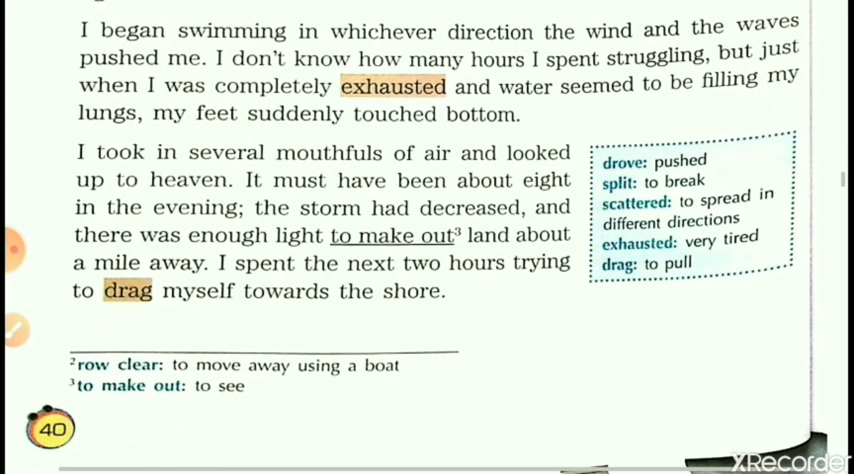 I began swimming in whichever direction the wind and the waves
pushed me. I don't know how many hours I spent struggling, but just
when I was completely exhausted and water seemed to be filling my
lungs, my feet suddenly touched bottom.
I took in several mouthfuls of air and looked
up to heaven. It must have been about eight
in the evening; the storm had decreased, and
there was enough light to make out³ land about
a mile away. I spent the next two hours trying
to drag myself towards the shore.
drove: pushed
split: to break
scattered: to spread in
different directions
exhausted: very tired
drag: to pull
²row clear: to move away using a boat
³to make out: to see
40
XRecorder